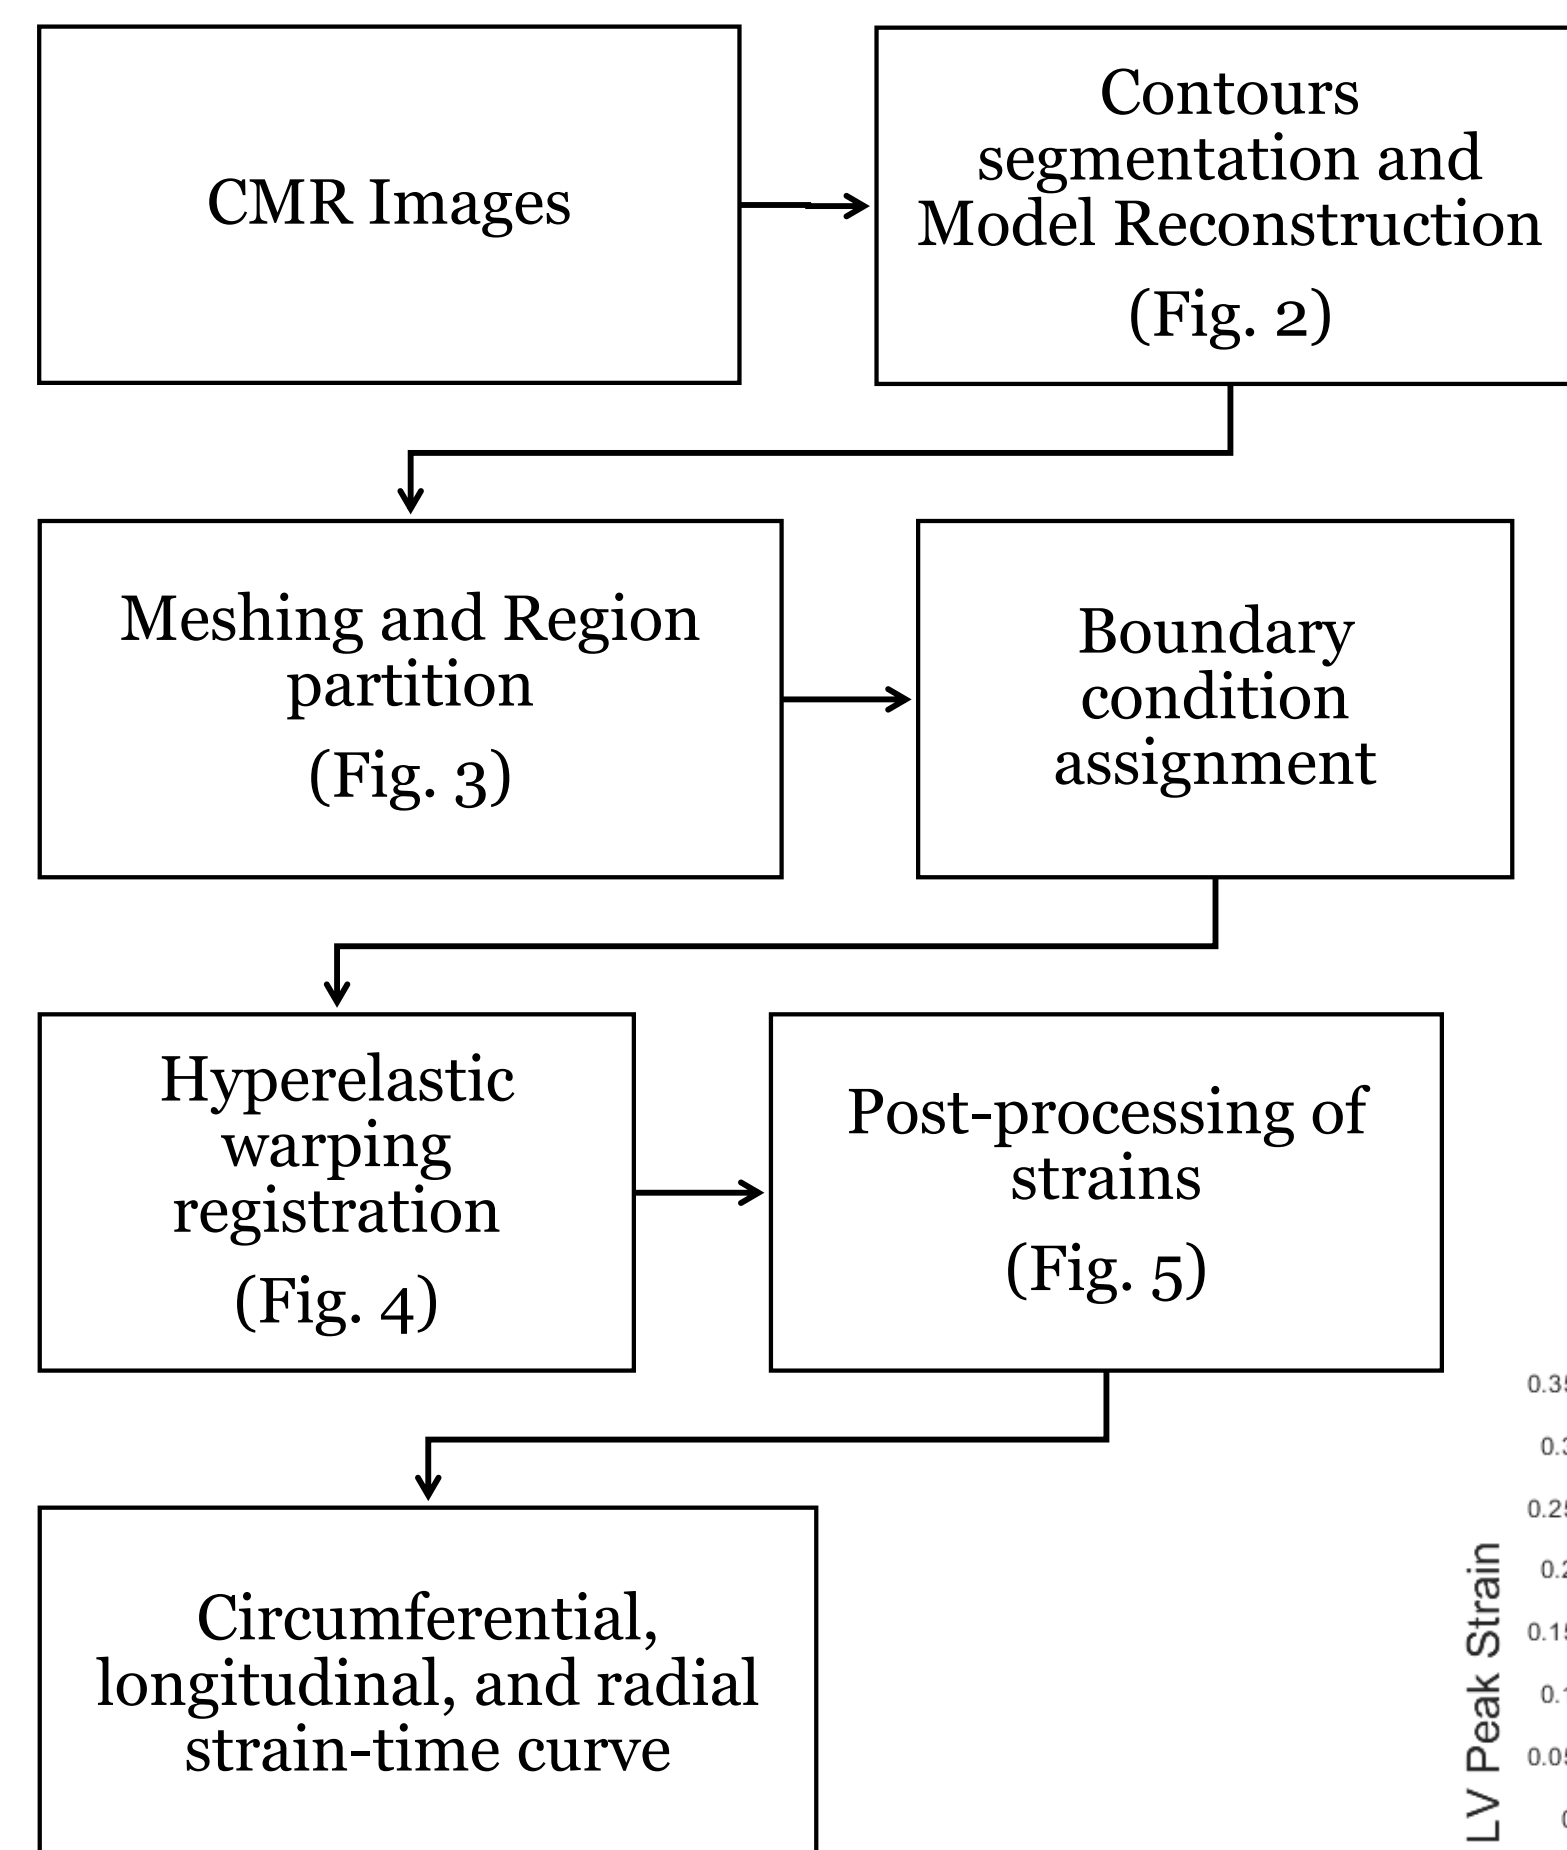 CMR Images
Contours
segmentation and
Model Reconstruction
(Fig. 2)
Meshing and Region
partition
(Fig. 3)
Boundary
condition
assignment
Hyperelastic
warping
registration
(Fig. 4)
Post-processing of
strains
(Fig. 5)
Circumferential,
longitudinal, and radial
strain-time curve
LV Peak Strain